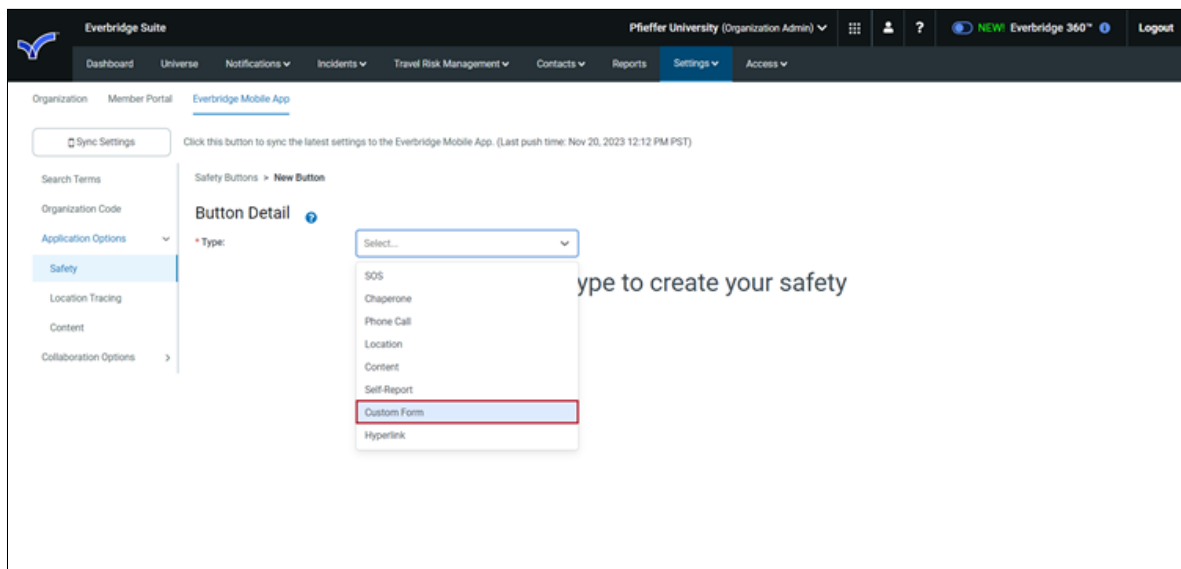 Everbridge Suite
Pfieffer University (Organization Admin)
?
NEW! Everbridge 360™
Logout
Dashboard Universe Notifications Incidents Travel Risk Management Contacts Reports Settings Access
Organization Member Portal Everbridge Mobile App
Sync Settings
Click this button to sync the latest settings to the Everbridge Mobile App. (Last push time: Nov 20, 2023 12:12 PM PST)
Search Terms
Organization Code
Application Options
Safety
Location Tracing
Content
Collaboration Options
Safety Buttons > New Button
Button Detail ?
* Type:
Select...
SOS
Chaperone
Phone Call
Location
Content
Self-Report
Custom Form
Hyperlink
ype to create your safety